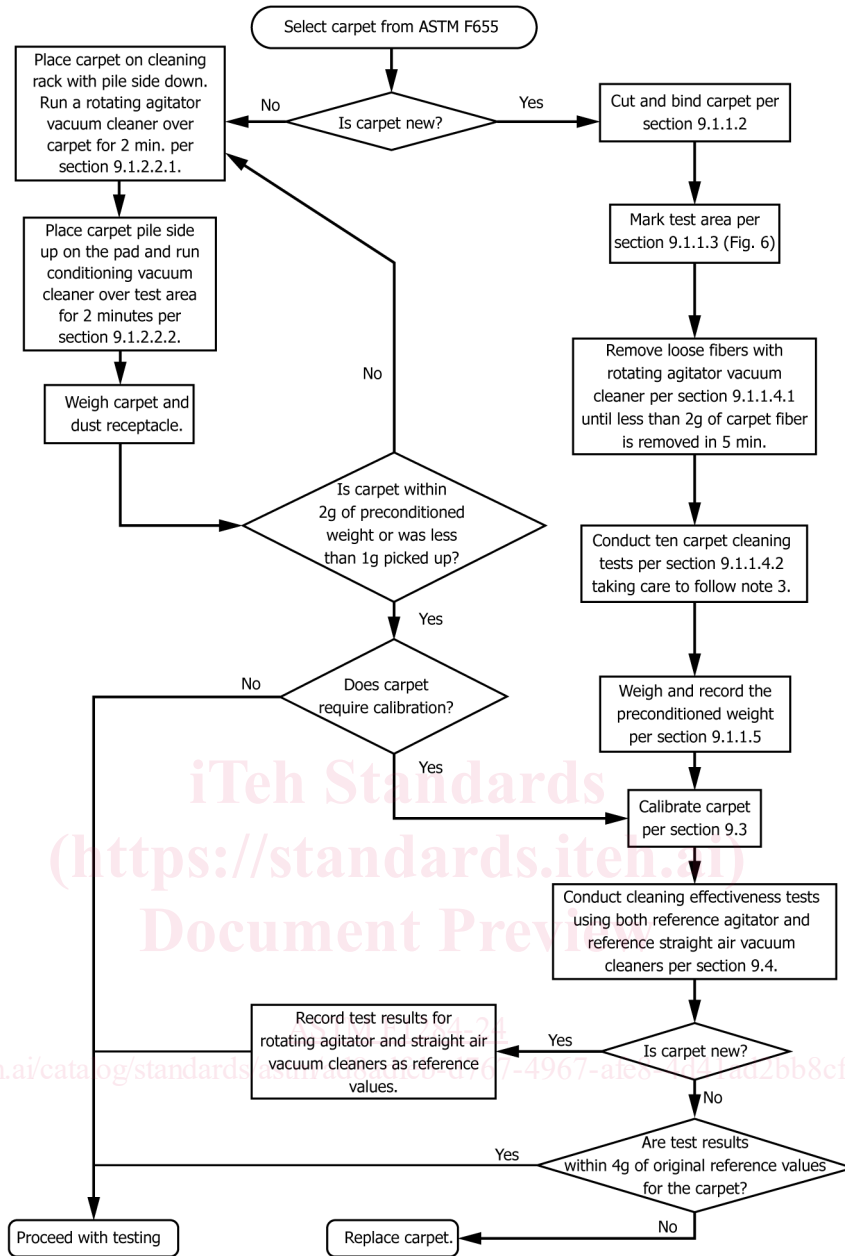 Select carpet from ASTM F655
Is carpet new?
No
Yes
Place carpet on cleaning
rack with pile side down.
Run a rotating agitator
vacuum cleaner over
carpet for 2 min. per
section 9.1.2.2.1.
Place carpet pile side
up on the pad and run
conditioning vacuum
cleaner over test area
for 2 minutes per
section 9.1.2.2.2.
Weigh carpet and
dust receptacle.
Is carpet within
2g of preconditioned
weight or was less
than 1g picked up?
No
Yes
Does carpet
require calibration?
No
Yes
Cut and bind carpet per
section 9.1.1.2
Mark test area per
section 9.1.1.3 (Fig. 6)
Remove loose fibers with
rotating agitator vacuum
cleaner per section 9.1.1.4.1
until less than 2g of carpet fiber
is removed in 5 min.
Conduct ten carpet cleaning
tests per section 9.1.1.4.2
taking care to follow note 3.
Weigh and record the
preconditioned weight
per section 9.1.1.5
Calibrate carpet
per section 9.3
Conduct cleaning effectiveness tests
using both reference agitator and
reference straight air vacuum
cleaners per section 9.4.
Is carpet new?
Yes
No
Record test results for
rotating agitator and straight air
vacuum cleaners as reference
values.
Are test results
within 4g of original reference values
for the carpet?
Yes
No
Proceed with testing
Replace carpet.
iTeh Standards
(https://standards.iteh.ai)
Document Preview
ASTM F1284-24